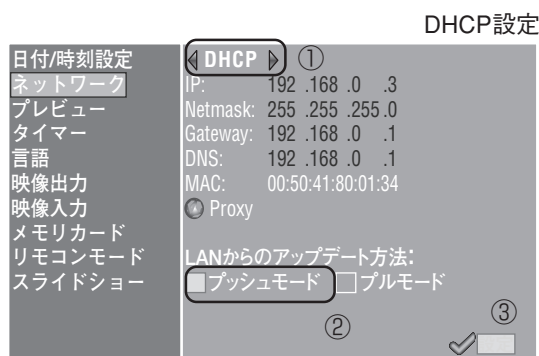 DHCP設定
日付/時刻設定
ネットワーク
プレビュー
タイマー
言語
映像出力
映像入力
メモリカード
リモコンモード
スライドショー
DHCP ①
IP: 192 .168 .0 .3
Netmask: 255 .255 .255 .0
Gateway: 192 .168 .0 .1
DNS: 192 .168 .0 .1
MAC: 00:50:41:80:01:34
Proxy
LANからのアップデート方法：
プッシュモード プルモード
②
③